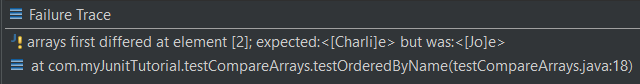 Failure Trace
arrays first differed at element [2]; expected:<[Charli]e> but was:<[Jo]e>
at com.myJunitTutorial.testCompareArrays.testOrderedByName(testCompareArrays.java:18)